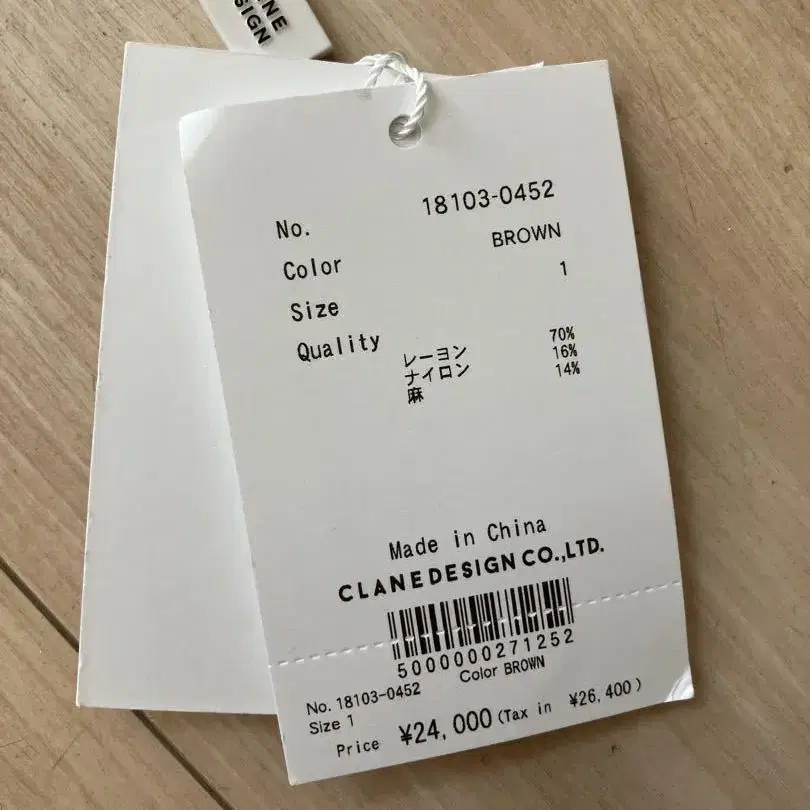 No. 18103-0452
Color BROWN
Size 1
Quality
レーヨン 70%
ナイロン 16%
麻 14%
Made in China
CLANE DESIGN CO.,LTD.
5000000271252
No. 18103-0452 Color BROWN
Size 1
Price ¥24,000 (Tax in ¥26,400)